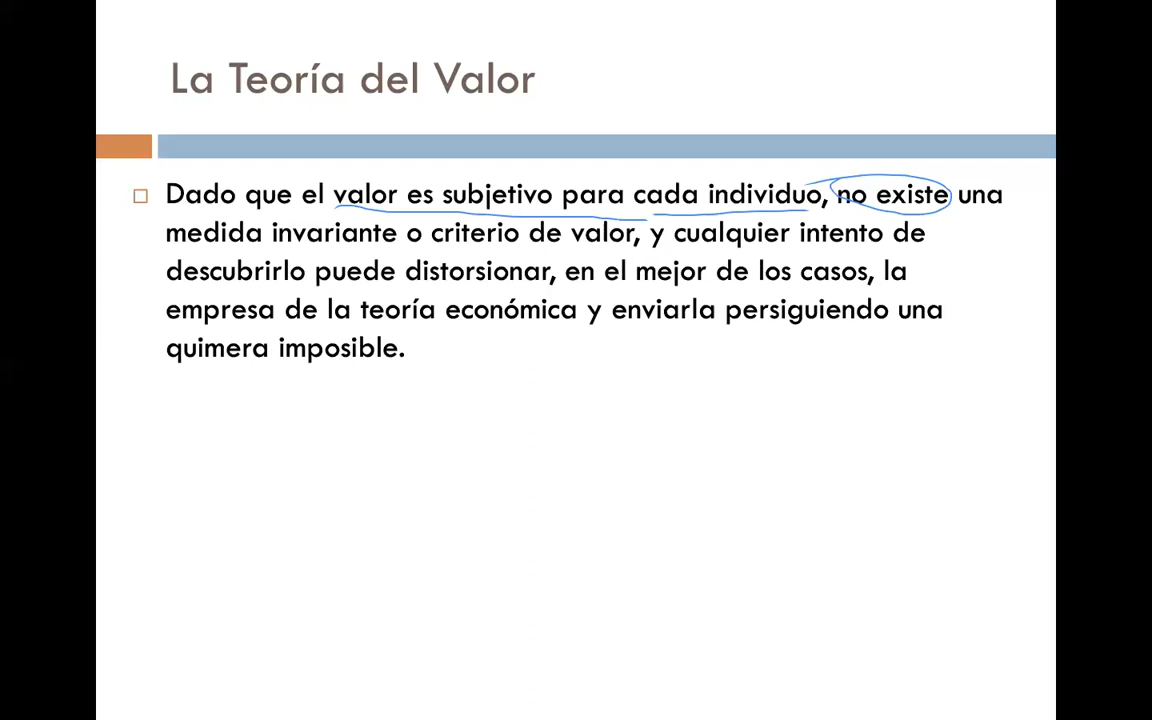 La Teoría del Valor
Dado que el valor es subjetivo para cada individuo, no existe una
medida invariante o criterio de valor, y cualquier intento de
descubrirlo puede distorsionar, en el mejor de los casos, la
empresa de la teoría económica y enviarla persiguiendo una
quimera imposible.